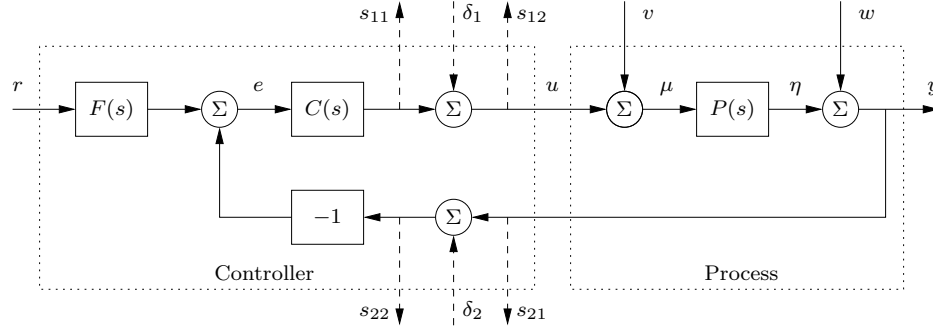 s₁₁ δ₁ s₁₂ v w
r F(s) Σ e C(s) Σ u Σ μ P(s) η Σ y
−1 Σ
Controller Process
s₂₂ δ₂ s₂₁